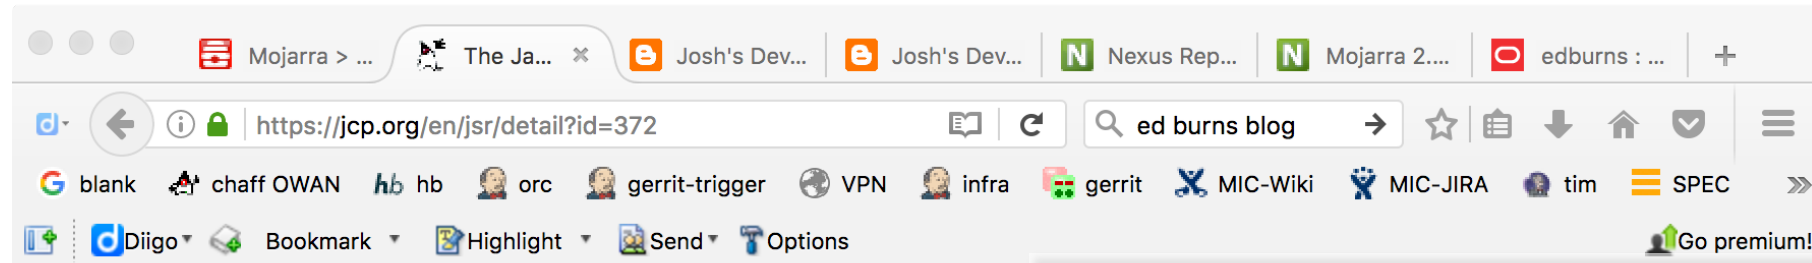 Mojarra > ... The Ja... Josh's Dev... Josh's Dev... Nexus Rep... Mojarra 2.... edburns : ...
https://jcp.org/en/jsr/detail?id=372 ed burns blog
blank chaff OWAN hb hb orc gerrit-trigger VPN infra gerrit MIC-Wiki MIC-JIRA tim SPEC
Diigo Bookmark Highlight Send Options Go premium!